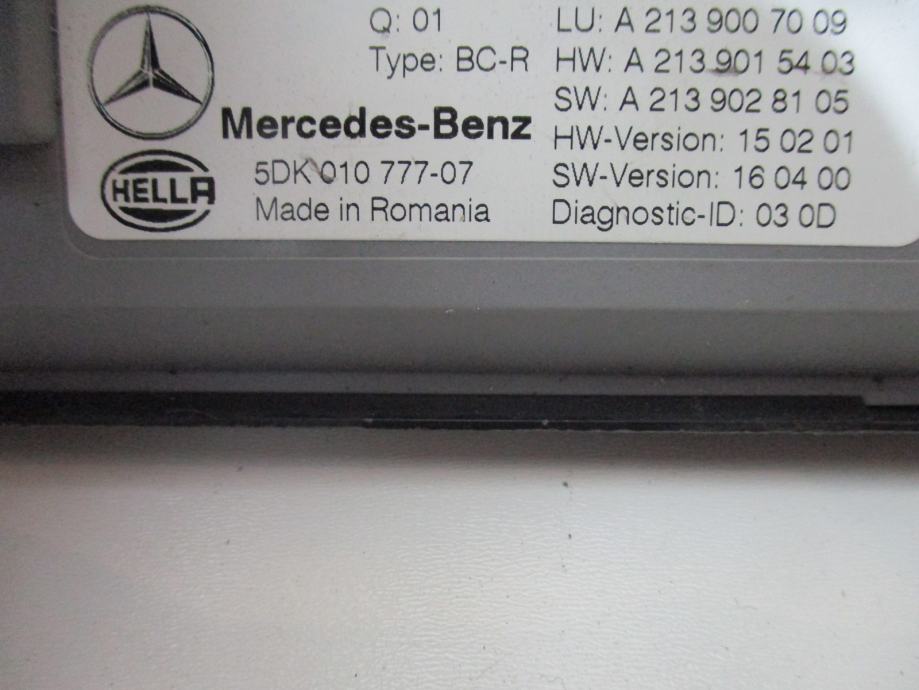 Q: 01
Type: BC-R
Mercedes-Benz
HELLA
5DK 010 777-07
Made in Romania
LU: A 213 900 70 09
HW: A 213 901 54 03
SW: A 213 902 81 05
HW-Version: 15 02 01
SW-Version: 16 04 00
Diagnostic-ID: 03 0D